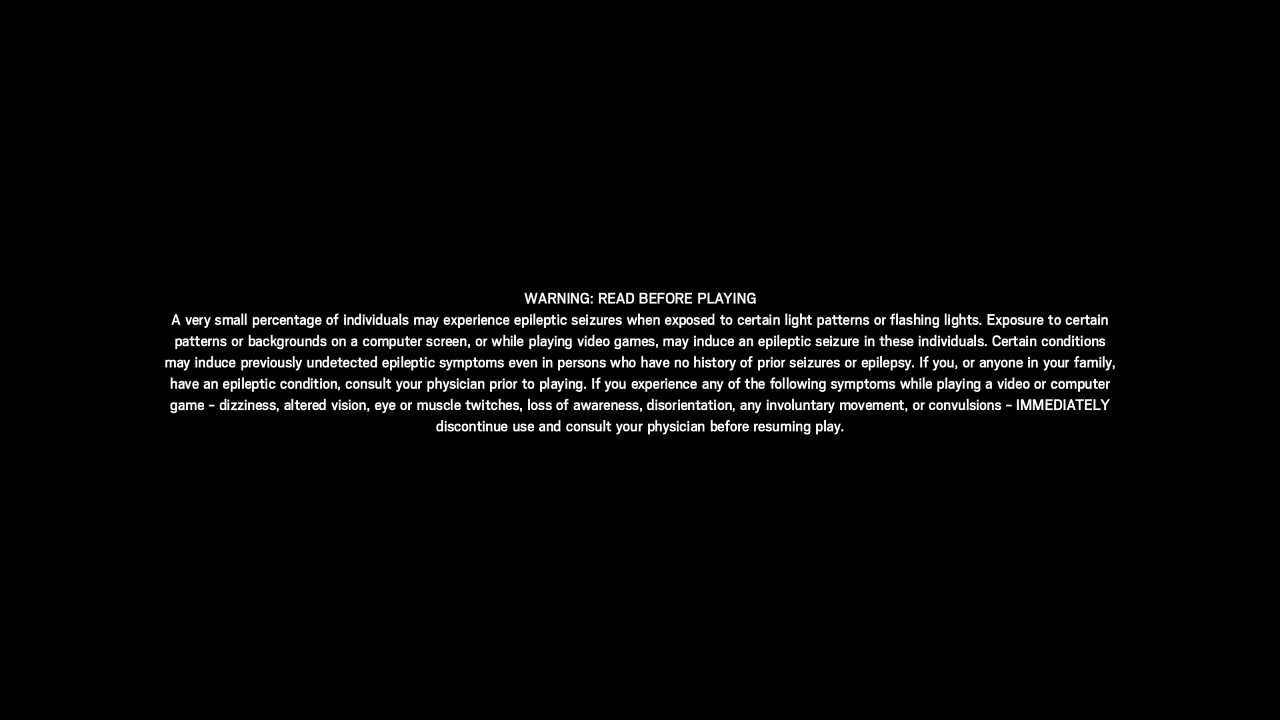 WARNING: READ BEFORE PLAYING
A very small percentage of individuals may experience epileptic seizures when exposed to certain light patterns or flashing lights. Exposure to certain
patterns or backgrounds on a computer screen, or while playing video games, may induce an epileptic seizure in these individuals. Certain conditions
may induce previously undetected epileptic symptoms even in persons who have no history of prior seizures or epilepsy. If you, or anyone in your family,
have an epileptic condition, consult your physician prior to playing. If you experience any of the following symptoms while playing a video or computer
game – dizziness, altered vision, eye or muscle twitches, loss of awareness, disorientation, any involuntary movement, or convulsions – IMMEDIATELY
discontinue use and consult your physician before resuming play.